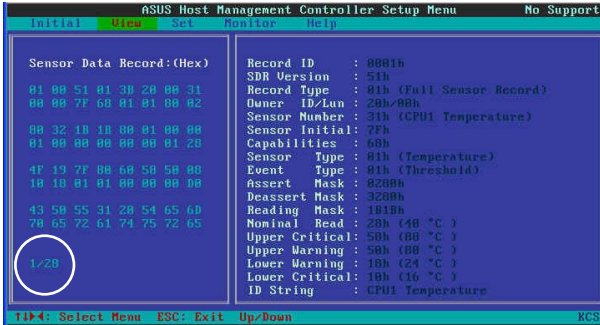 ASUS Host Management Controller Setup Menu No Support
Initial View Set Monitor Help
Sensor Data Record:(Hex)
01 00 51 01 3B 20 00 31
00 00 7F 68 01 01 80 02
80 32 1B 1B 80 01 00 00
01 00 00 00 00 00 01 28
4F 19 7F 80 60 58 50 08
10 18 01 01 00 00 00 D0
43 50 55 31 20 54 65 6D
70 65 72 61 74 75 72 65
1/28
Record ID : 0001h
SDR Version : 51h
Record Type : 01h (Full Sensor Record)
Owner ID/Lun : 20h/00h
Sensor Number : 31h (CPU1 Temperature)
Sensor Initial: 7Fh
Capabilities : 68h
Sensor Type : 01h (Temperature)
Event Type : 01h (Threshold)
Assert Mask : 0280h
Deassert Mask : 3280h
Reading Mask : 1B1Bh
Nominal Read : 28h (40 °C )
Upper Critical: 58h (88 °C )
Upper Warning : 50h (80 °C )
Lower Warning : 18h (24 °C )
Lower Critical: 10h (16 °C )
ID String : CPU1 Temperature
↑↓►◄: Select Menu ESC: Exit Up/Down KCS